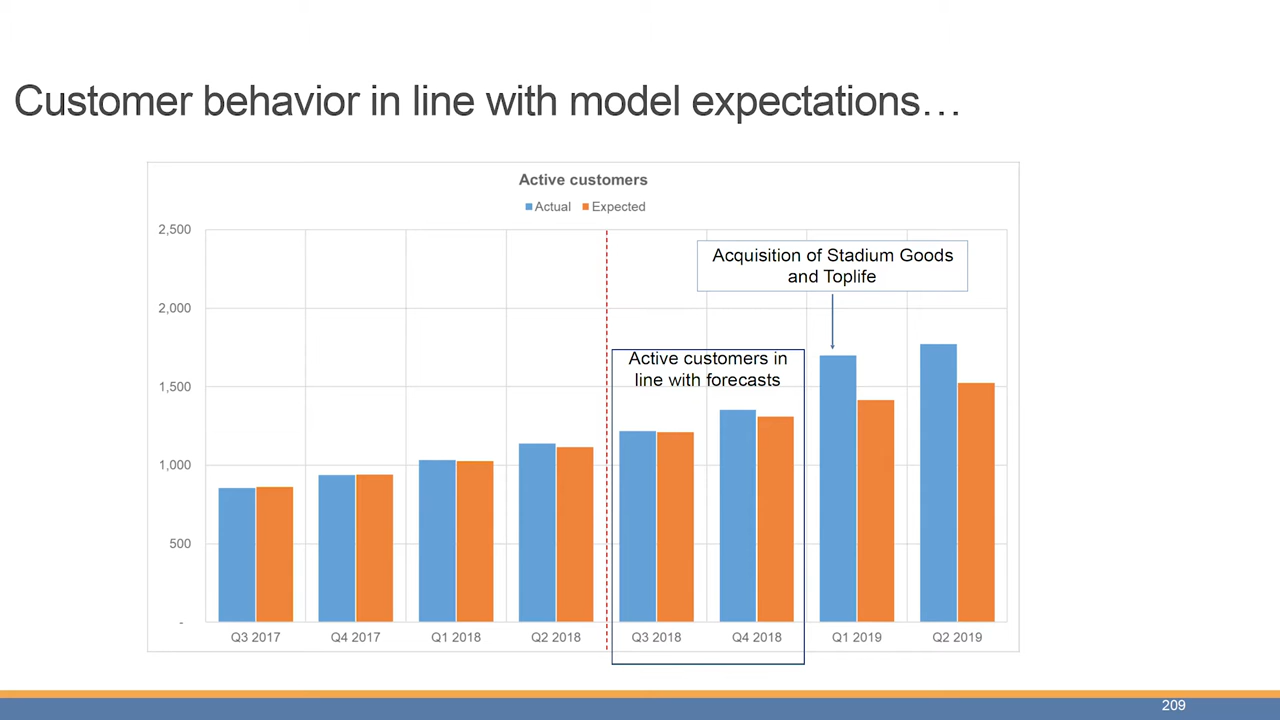 Customer behavior in line with model expectations…
Active customers
Actual Expected
2,500
2,000
1,500
1,000
500
-
Acquisition of Stadium Goods
and Toplife
Active customers in
line with forecasts
Q3 2017 Q4 2017 Q1 2018 Q2 2018 Q3 2018 Q4 2018 Q1 2019 Q2 2019
209